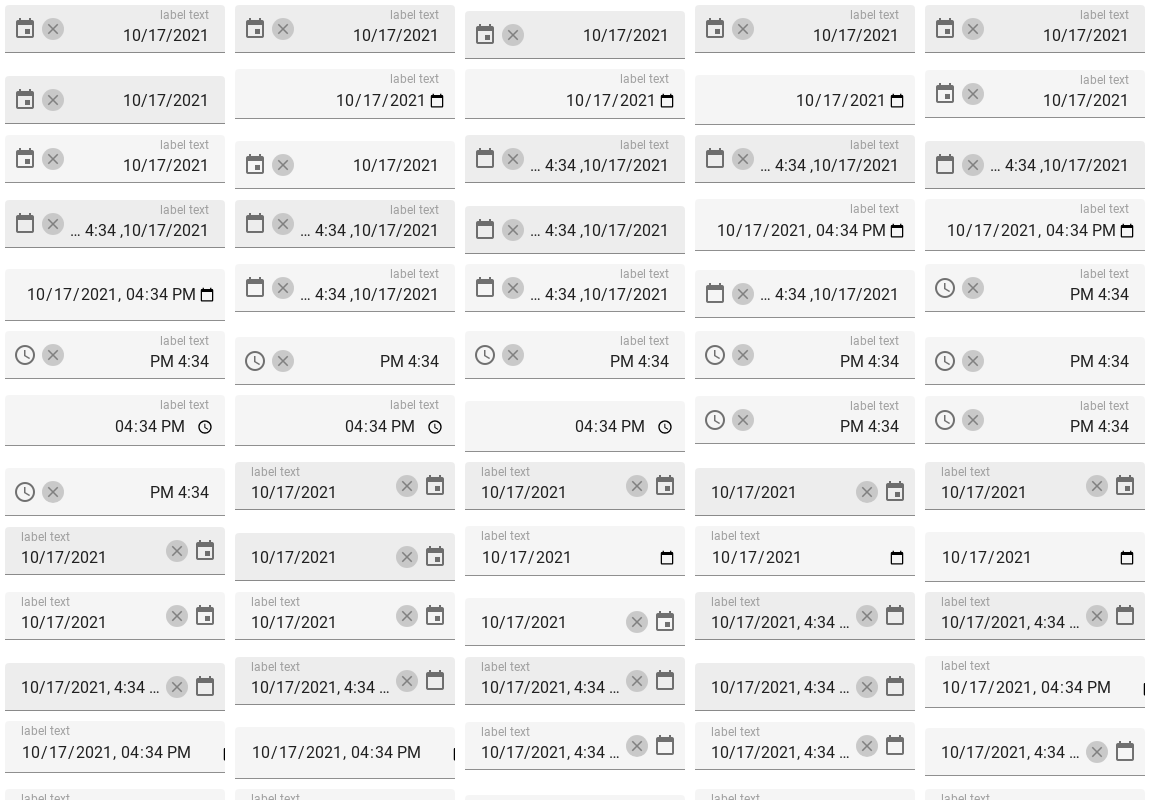 label text
10/17/2021
label text
10/17/2021
10/17/2021
label text
10/17/2021
label text
10/17/2021
10/17/2021
label text
10/17/2021
label text
10/17/2021
10/17/2021
label text
10/17/2021
label text
10/17/2021
10/17/2021
label text
... 4:34 ,10/17/2021
label text
... 4:34 ,10/17/2021
... 4:34 ,10/17/2021
label text
... 4:34 ,10/17/2021
label text
... 4:34 ,10/17/2021
... 4:34 ,10/17/2021
label text
10/17/2021, 04:34 PM
label text
10/17/2021, 04:34 PM
10/17/2021, 04:34 PM
label text
... 4:34 ,10/17/2021
label text
... 4:34 ,10/17/2021
... 4:34 ,10/17/2021
label text
PM 4:34
label text
PM 4:34
PM 4:34
label text
PM 4:34
label text
PM 4:34
PM 4:34
label text
04:34 PM
label text
04:34 PM
04:34 PM
label text
PM 4:34
label text
PM 4:34
PM 4:34
label text
10/17/2021
label text
10/17/2021
10/17/2021
label text
10/17/2021
label text
10/17/2021
10/17/2021
label text
10/17/2021
label text
10/17/2021
10/17/2021
label text
10/17/2021
label text
10/17/2021
10/17/2021
label text
10/17/2021, 4:34 ...
label text
10/17/2021, 4:34 ...
10/17/2021, 4:34 ...
label text
10/17/2021, 4:34 ...
label text
10/17/2021, 4:34 ...
10/17/2021, 4:34 ...
label text
10/17/2021, 04:34 PM
label text
10/17/2021, 04:34 PM
10/17/2021, 04:34 PM
label text
10/17/2021, 4:34 ...
label text
10/17/2021, 4:34 ...
10/17/2021, 4:34 ...
label text
label text
label text
label text